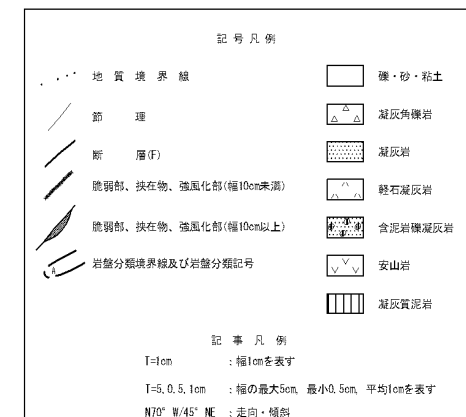 記号凡例
地質境界線
節理
断層(F)
脆弱部、挟在物、強風化部(幅10cm未満)
脆弱部、挟在物、強風化部(幅10cm以上)
A 岩盤分類境界線及び岩盤分類記号
礫・砂・粘土
凝灰角礫岩
凝灰岩
軽石凝灰岩
含泥岩礫凝灰岩
安山岩
凝灰質泥岩
記事凡例
T=1cm :幅1cmを表す
T=5,0.5,1cm :幅の最大5cm, 最小0.5cm, 平均1cmを表す
N70° W/45° NE :走向・傾斜